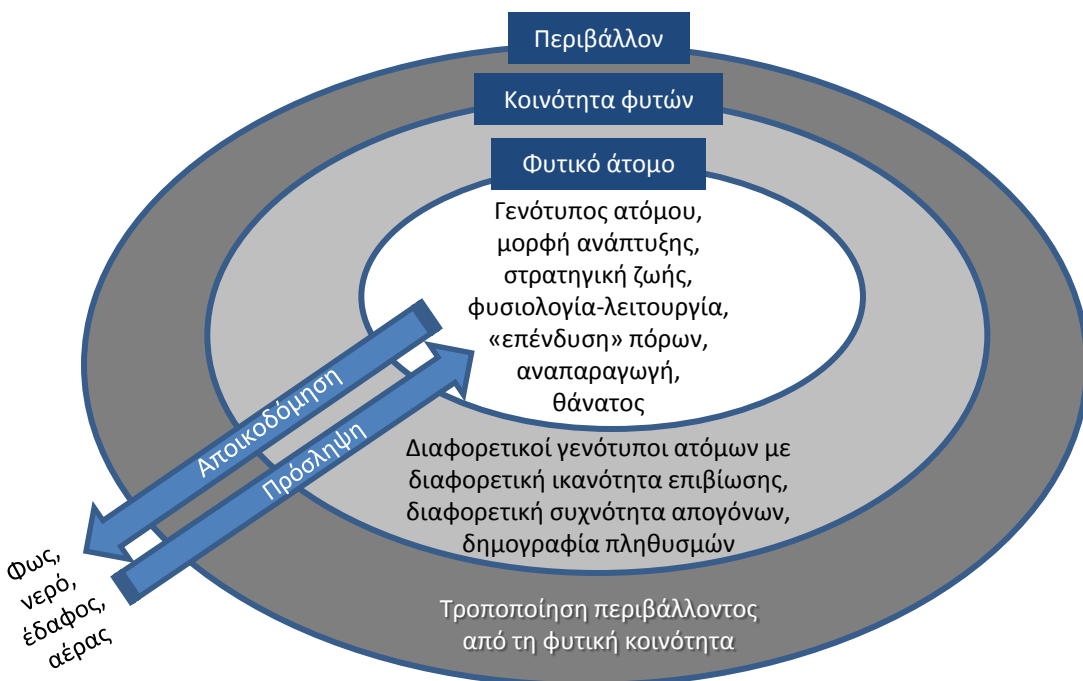 Περιβάλλον
Κοινότητα φυτών
Φυτικό άτομο
Γενότυπος ατόμου,
μορφή ανάπτυξης,
στρατηγική ζωής,
φυσιολογία-λειτουργία,
«επένδυση» πόρων,
αναπαραγωγή,
θάνατος
Αποικοδόμηση
Πρόσληψη
Διαφορετικοί γενότυποι ατόμων με
διαφορετική ικανότητα επιβίωσης,
διαφορετική συχνότητα απογόνων,
δημογραφία πληθυσμών
Φως,
νερό,
έδαφος,
αέρας
Τροποποίηση περιβάλλοντος
από τη φυτική κοινότητα